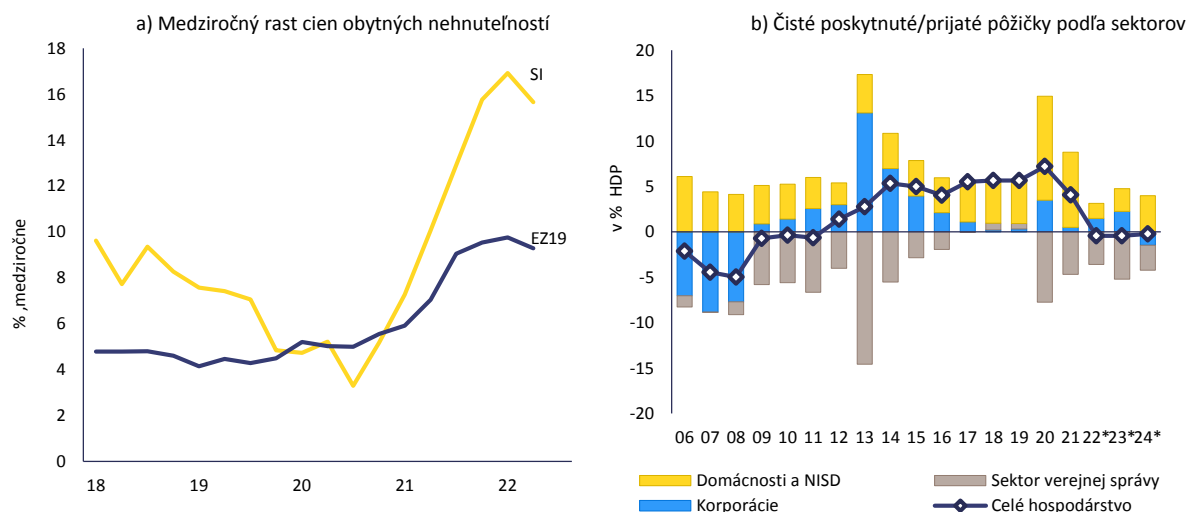 a) Medziročný rast cien obytných nehnuteľností
18
16
14
12
10
8
6
4
2
0
% ,medziročne
SI
EZ19
18 19 20 21 22
b) Čisté poskytnuté/prijaté pôžičky podľa sektorov
20
15
10
5
0
-5
-10
-15
-20
v % HDP
06 07 08 09 10 11 12 13 14 15 16 17 18 19 20 21 22* 23* 24*
Domácnosti a NISD
Sektor verejnej správy
Korporácie
Celé hospodárstvo